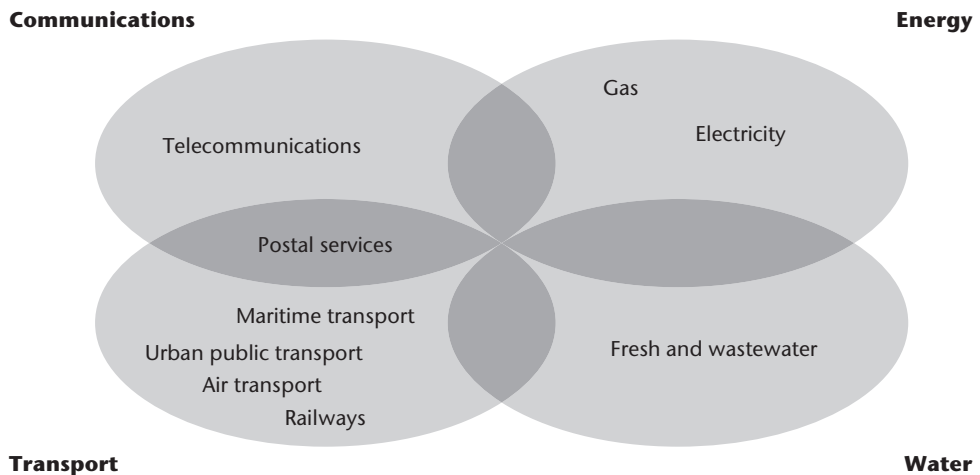 Communications
Energy
Gas
Electricity
Telecommunications
Postal services
Maritime transport
Urban public transport
Air transport
Railways
Fresh and wastewater
Transport
Water